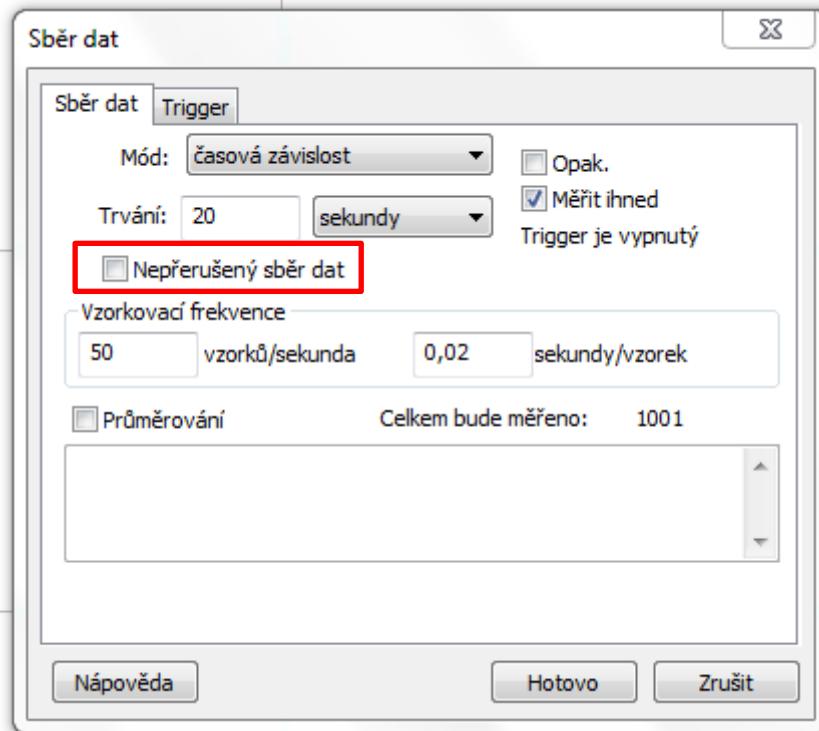 Sběr dat
Sběr dat Trigger
Mód: časová závislost Opak.
Měřit ihned
Trvání: 20 sekundy
Trigger je vypnutý
Nepřerušený sběr dat
Vzorkovací frekvence
50 vzorků/sekunda 0,02 sekundy/vzorek
Průměrování Celkem bude měřeno: 1001
Nápověda Hotovo Zrušit